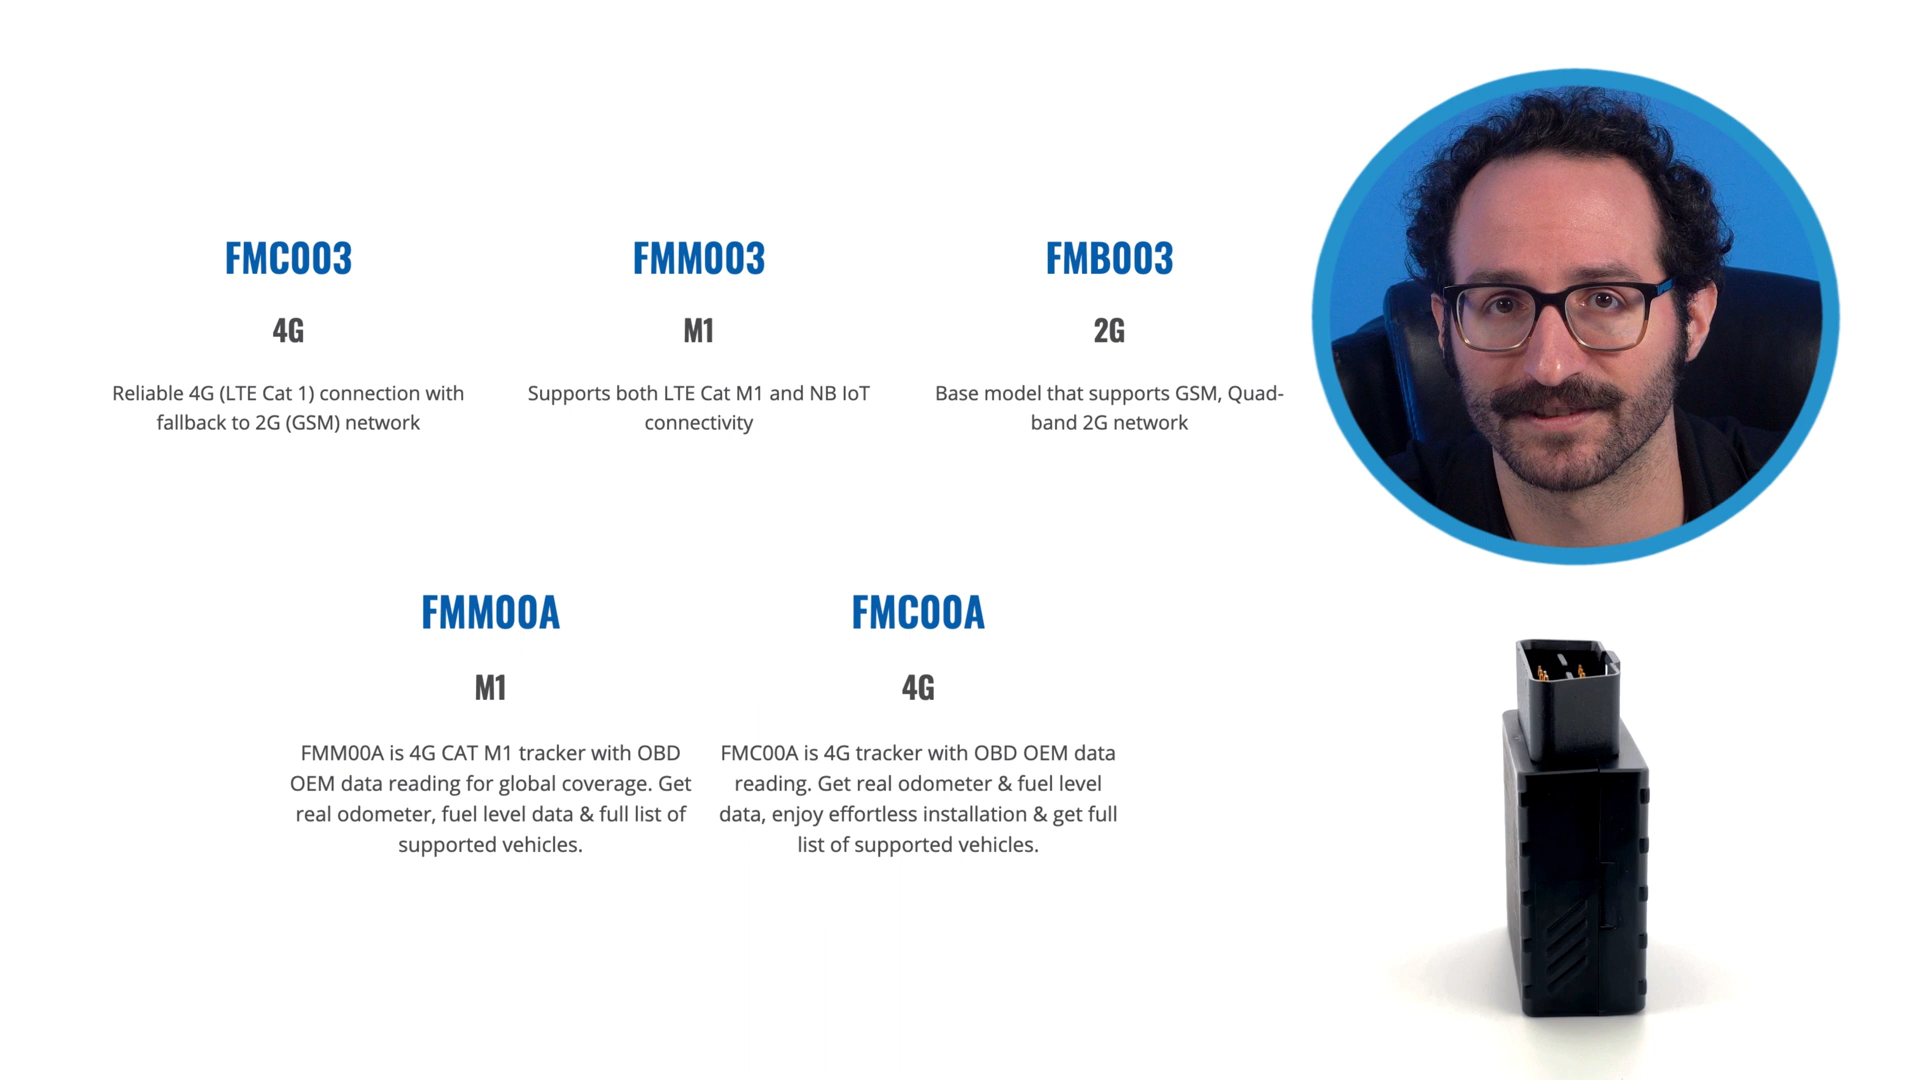 FMC003
4G
Reliable 4G (LTE Cat 1) connection with
fallback to 2G (GSM) network
FMM003
M1
Supports both LTE Cat M1 and NB IoT
connectivity
FMB003
2G
Base model that supports GSM, Quad-
band 2G network
FMM00A
M1
FMM00A is 4G CAT M1 tracker with OBD
OEM data reading for global coverage. Get
real odometer, fuel level data & full list of
supported vehicles.
FMC00A
4G
FMC00A is 4G tracker with OBD OEM data
reading. Get real odometer & fuel level
data, enjoy effortless installation & get full
list of supported vehicles.